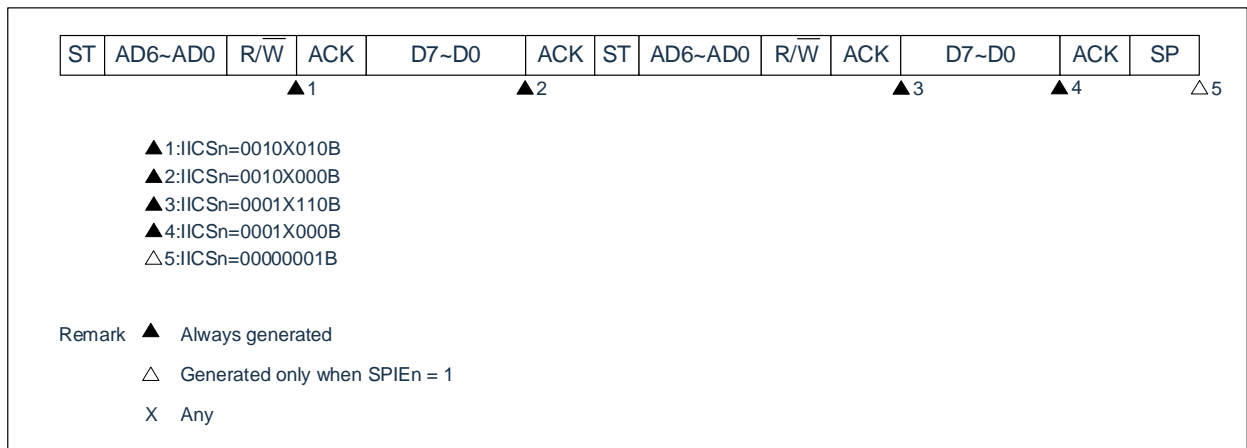 ST AD6~AD0 R/W̅ ACK D7~D0 ACK ST AD6~AD0 R/W̅ ACK D7~D0 ACK SP
▲1 ▲2 ▲3 ▲4 △5
▲1:IICSn=0010X010B
▲2:IICSn=0010X000B
▲3:IICSn=0001X110B
▲4:IICSn=0001X000B
△5:IICSn=00000001B
Remark ▲ Always generated
△ Generated only when SPIEn = 1
X Any